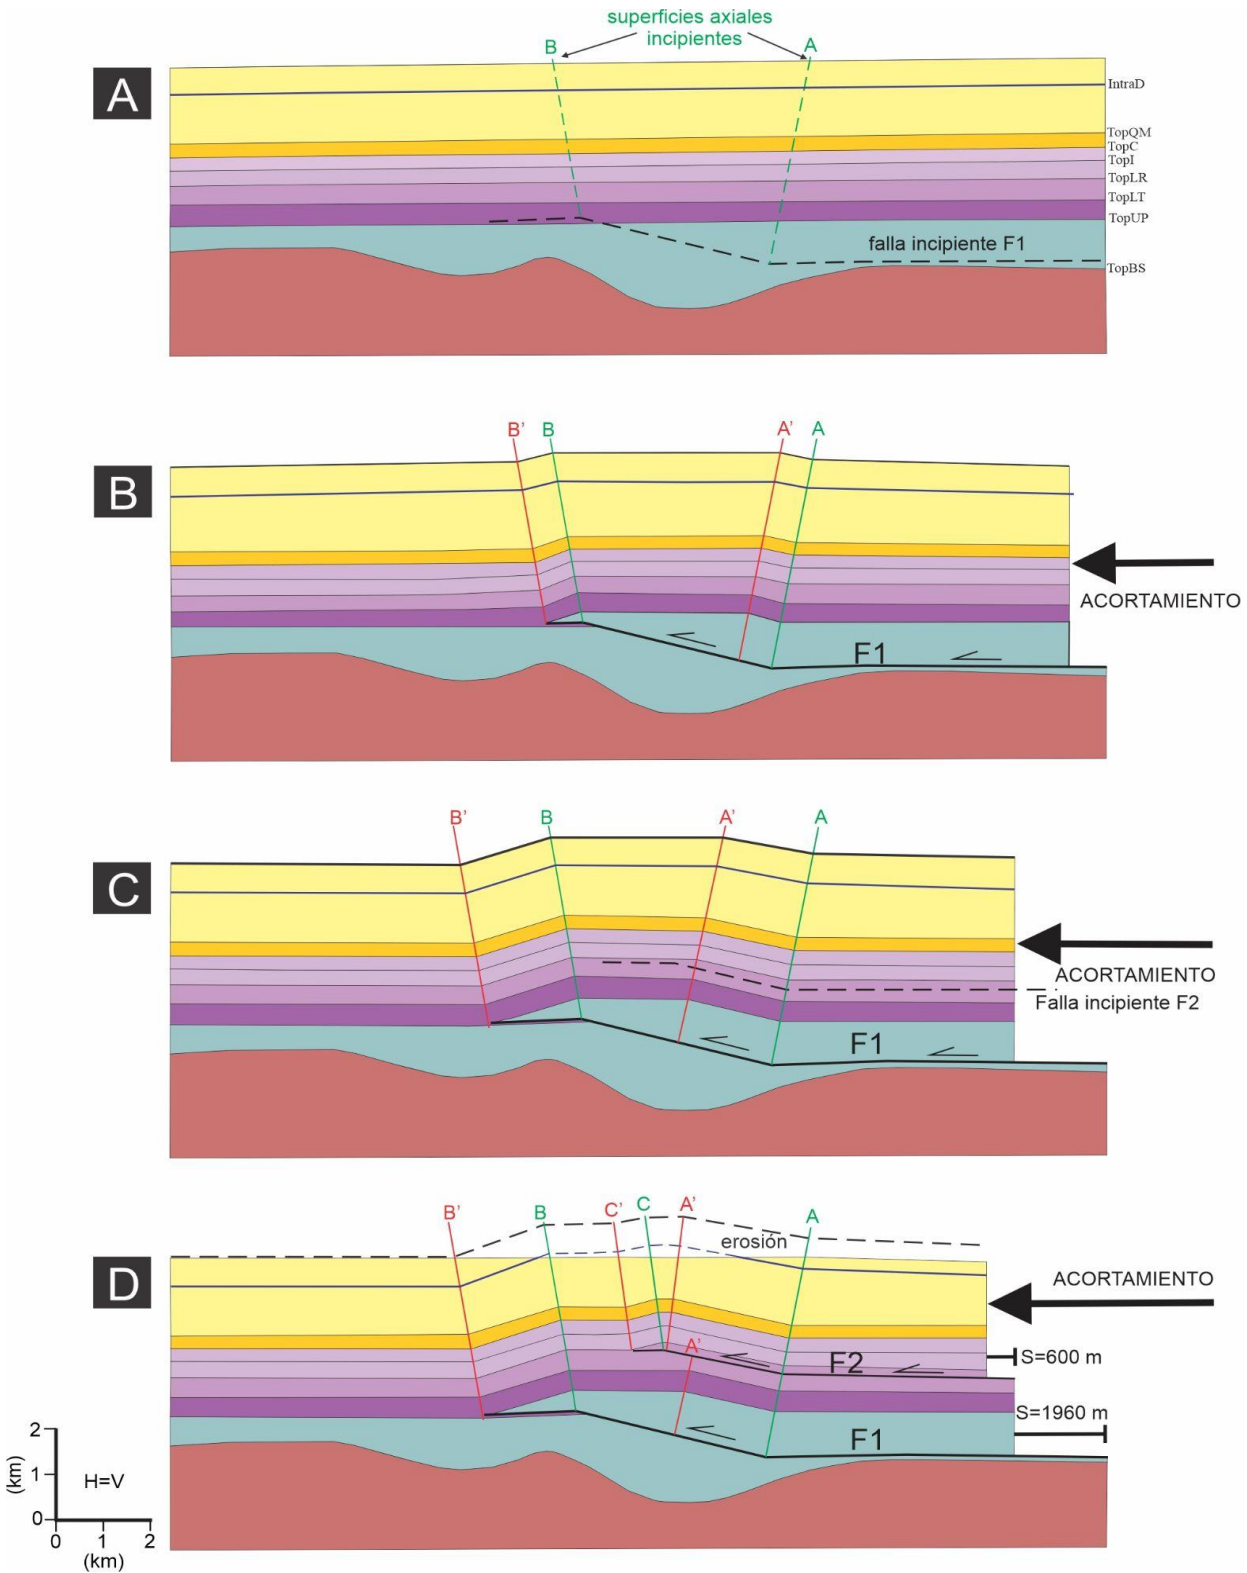 superficies axiales
incipientes
B
A
A
IntraD
TopQM
TopC
TopI
TopLR
TopLT
TopUP
falla incipiente F1
TopBS
B' B
A' A
B
ACORTAMIENTO
F1
B'
B
A'
A
C
ACORTAMIENTO
Falla incipiente F2
F1
B'
B
C'
C
A'
A
erosión
D
ACORTAMIENTO
A'
F2
S=600 m
S=1960 m
F1
2
1
0
(km)
H=V
0 1 2
(km)